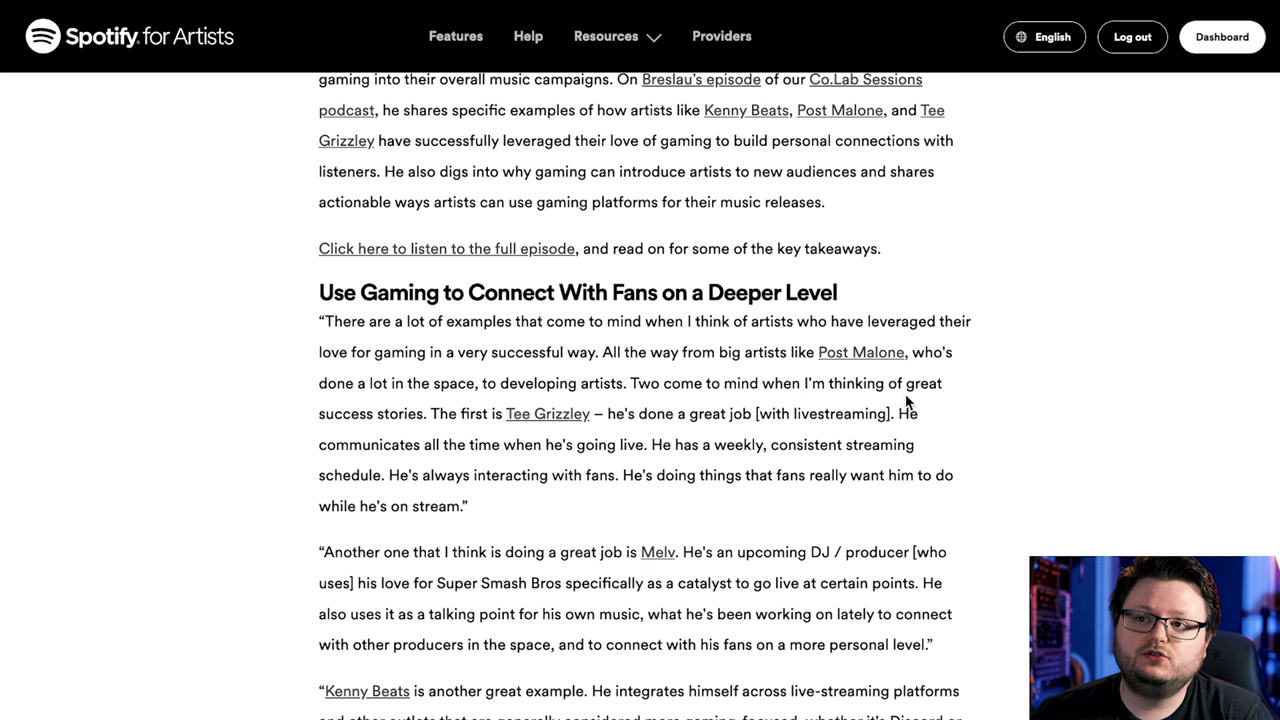 Spotify for Artists
Features
Help
Resources
Providers
English
Log out
Dashboard
gaming into their overall music campaigns. On Breslau's episode of our Co.Lab Sessions
podcast, he shares specific examples of how artists like Kenny Beats, Post Malone, and Tee
Grizzley have successfully leveraged their love of gaming to build personal connections with
listeners. He also digs into why gaming can introduce artists to new audiences and shares
actionable ways artists can use gaming platforms for their music releases.
Click here to listen to the full episode, and read on for some of the key takeaways.
Use Gaming to Connect With Fans on a Deeper Level
“There are a lot of examples that come to mind when I think of artists who have leveraged their
love for gaming in a very successful way. All the way from big artists like Post Malone, who's
done a lot in the space, to developing artists. Two come to mind when I'm thinking of great
success stories. The first is Tee Grizzley – he's done a great job [with livestreaming]. He
communicates all the time when he's going live. He has a weekly, consistent streaming
schedule. He's always interacting with fans. He's doing things that fans really want him to do
while he's on stream.”
“Another one that I think is doing a great job is Melv. He's an upcoming DJ / producer [who
uses] his love for Super Smash Bros specifically as a catalyst to go live at certain points. He
also uses it as a talking point for his own music, what he's been working on lately to connect
with other producers in the space, and to connect with his fans on a more personal level.”
“Kenny Beats is another great example. He integrates himself across live-streaming platforms
and other outlets that are generally considered more gaming-focused, whether it's Discord or